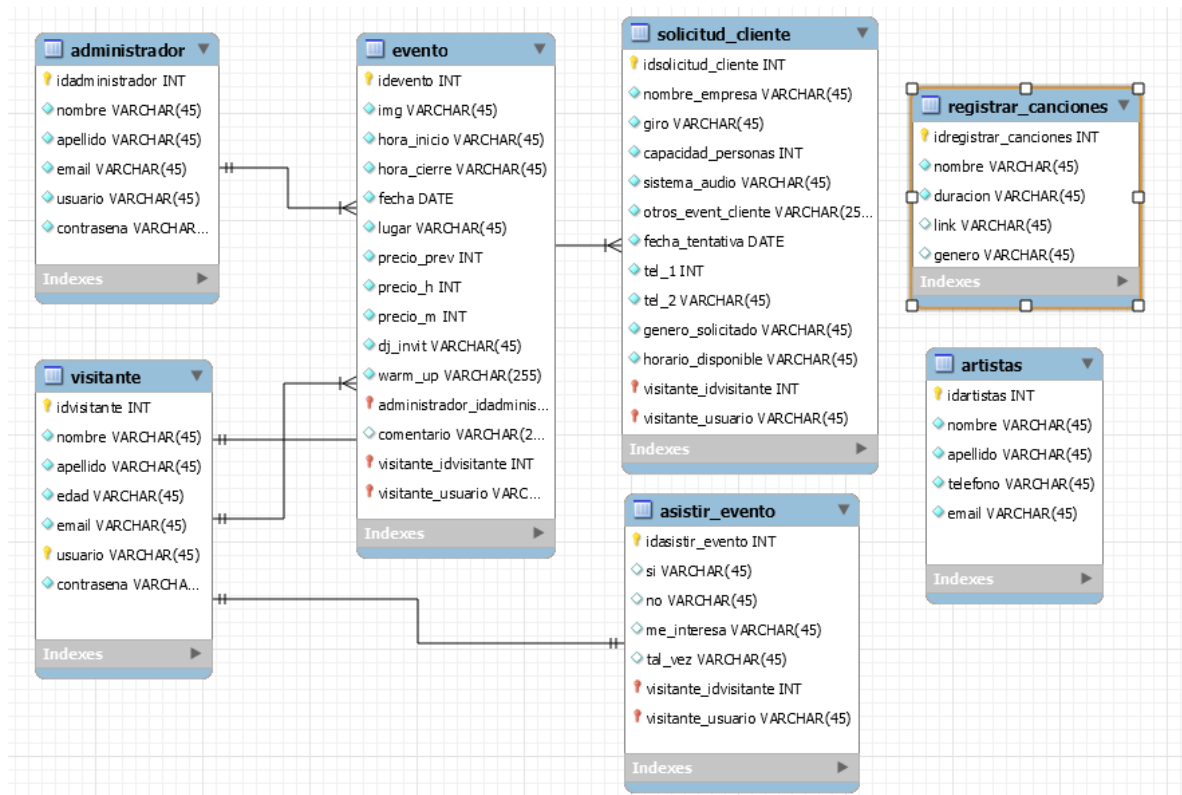 administrador
idadministrador INT
nombre VARCHAR(45)
apellido VARCHAR(45)
email VARCHAR(45)
usuario VARCHAR(45)
contrasena VARCHAR...
Indexes
evento
idevento INT
img VARCHAR(45)
hora_inicio VARCHAR(45)
hora_cierre VARCHAR(45)
fecha DATE
lugar VARCHAR(45)
precio_prev INT
precio_h INT
precio_m INT
dj_invit VARCHAR(45)
warm_up VARCHAR(255)
administrador_idadminis...
comentario VARCHAR(2...
visitante_idvisitante INT
visitante_usuario VARC...
Indexes
solicitud_cliente
idsolicitud_cliente INT
nombre_empresa VARCHAR(45)
giro VARCHAR(45)
capacidad_personas INT
sistema_audio VARCHAR(45)
otros_event_cliente VARCHAR(25...
fecha_tentativa DATE
tel_1 INT
tel_2 VARCHAR(45)
genero_solicitado VARCHAR(45)
horario_disponible VARCHAR(45)
visitante_idvisitante INT
visitante_usuario VARCHAR(45)
Indexes
registrar_canciones
idregistrar_canciones INT
nombre VARCHAR(45)
duracion VARCHAR(45)
link VARCHAR(45)
genero VARCHAR(45)
Indexes
visitante
idvisitante INT
nombre VARCHAR(45)
apellido VARCHAR(45)
edad VARCHAR(45)
email VARCHAR(45)
usuario VARCHAR(45)
contrasena VARCHA...
Indexes
asistir_evento
idasistir_evento INT
si VARCHAR(45)
no VARCHAR(45)
me_interesa VARCHAR(45)
tal_vez VARCHAR(45)
visitante_idvisitante INT
visitante_usuario VARCHAR(45)
Indexes
artistas
idartistas INT
nombre VARCHAR(45)
apellido VARCHAR(45)
telefono VARCHAR(45)
email VARCHAR(45)
Indexes